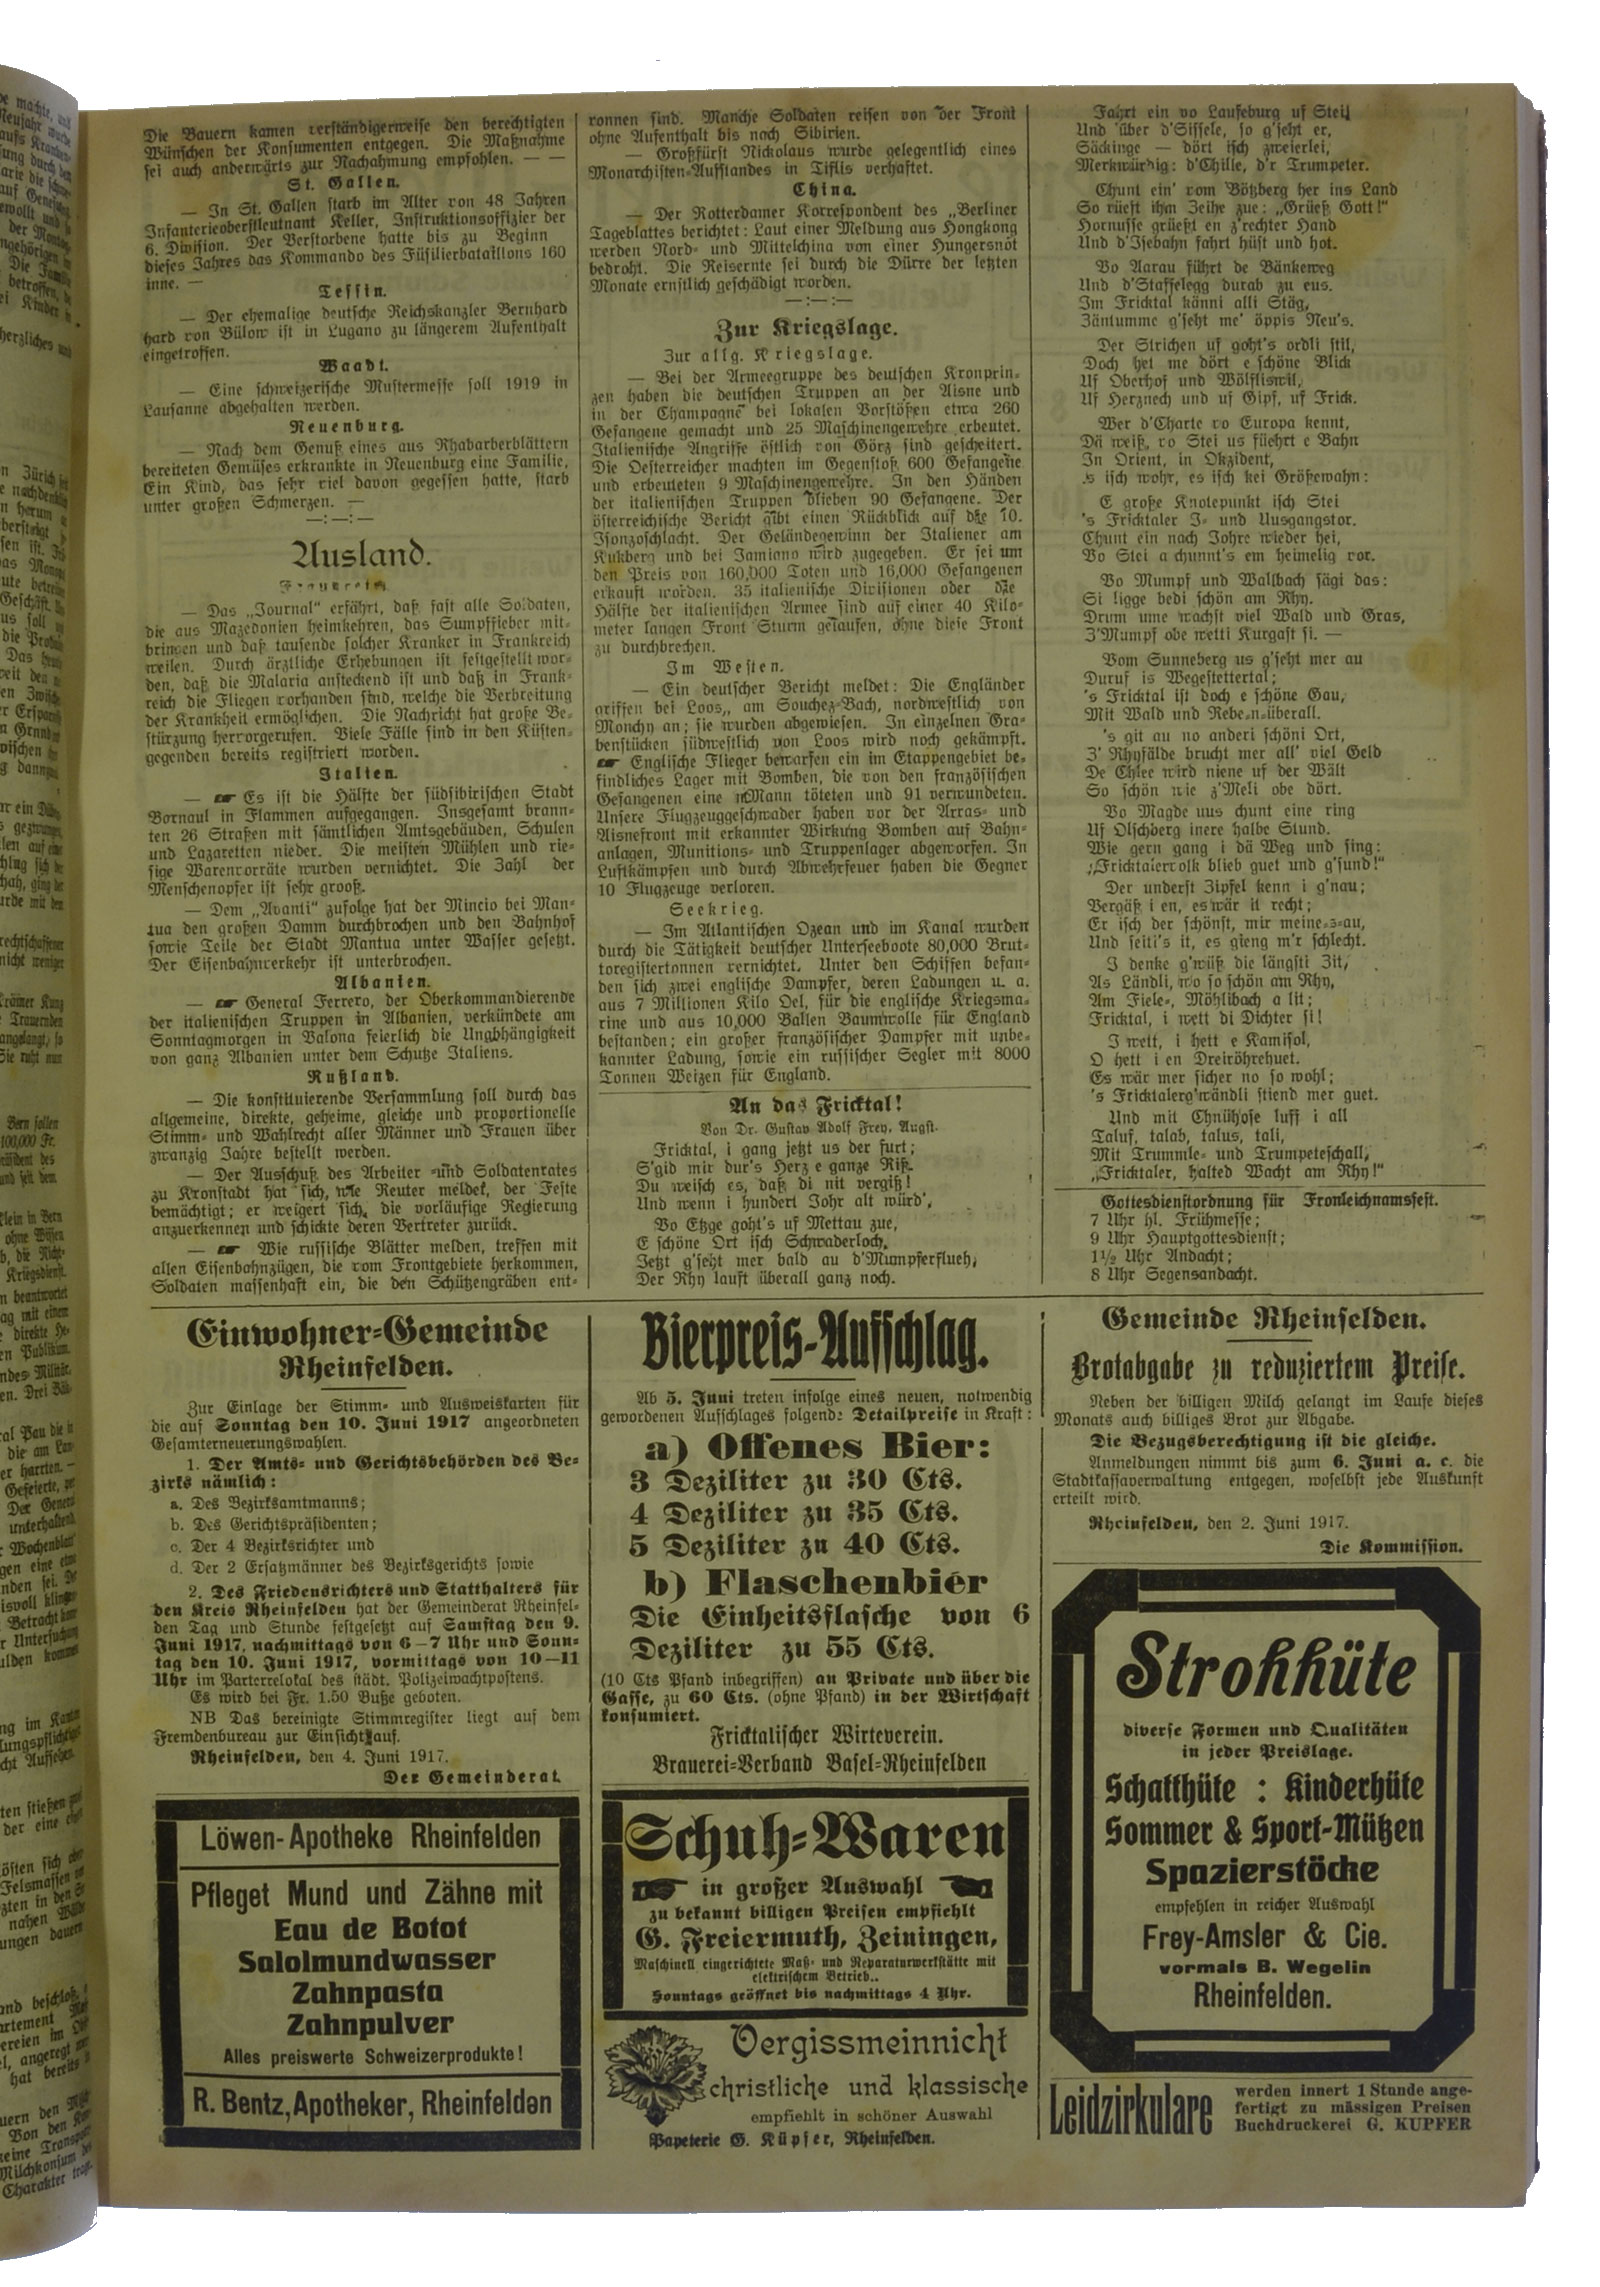 Die Bauern kamen verständigerweise den berechtigten
Wünschen der Konsumenten entgegen. Die Maßnahme
sei auch anderwärts zur Nachahmung empfohlen. — —
St. Gallen.
— In St. Gallen starb im Alter von 48 Jahren
Infanterieoberstleutnant Keller, Instruktionsoffizier der
6. Division. Der Verstorbene hatte bis zu Beginn
dieses Jahres das Kommando des Füsilierbataillons 160
inne. —
Tessin.
— Der ehemalige deutsche Reichskanzler Bernhard
hard von Bülow ist in Lugano zu längerem Aufenthalt
eingetroffen.
Waadt.
— Eine schweizerische Mustermesse soll 1919 in
Lausanne abgehalten werden.
Neuenburg.
— Nach dem Genuß eines aus Rhabarberblättern
bereiteten Gemüses erkrankte in Neuenburg eine Familie,
Ein Kind, das sehr viel davon gegessen hatte, starb
unter großen Schmerzen. —
—:—:—
Ausland.
Frankreich
— Das „Journal“ erfährt, daß fast alle Soldaten,
die aus Mazedonien heimkehren, das Sumpffieber mit-
bringen und daß tausende solcher Kranker in Frankreich
weilen. Durch ärztliche Erhebungen ist festgestellt wor-
den, daß die Malaria ansteckend ist und daß in Frank-
reich die Fliegen vorhanden sind, welche die Verbreitung
der Krankheit ermöglichen. Die Nachricht hat große Be-
stürzung hervorgerufen. Viele Fälle sind in den Küsten-
gegenden bereits registriert worden.
Italien.
— ☛ Es ist die Hälfte der südsibirischen Stadt
Bornaul in Flammen aufgegangen. Insgesamt brann-
ten 26 Straßen mit sämtlichen Amtsgebäuden, Schulen
und Lazaretten nieder. Die meisten Mühlen und rie-
sige Warenvorräte wurden vernichtet. Die Zahl der
Menschenopfer ist sehr grooß.
— Dem „Avanti“ zufolge hat der Mincio bei Man-
tua den großen Damm durchbrochen und den Bahnhof
sowie Teile der Stadt Mantua unter Wasser gesetzt.
Der Eisenbahnverkehr ist unterbrochen.
Albanien.
— ☛ General Ferrero, der Oberkommandierende
der italienischen Truppen in Albanien, verkündete am
Sonntagmorgen in Valona feierlich die Unabhängigkeit
von ganz Albanien unter dem Schutze Italiens.
Rußland.
— Die konstituierende Versammlung soll durch das
allgemeine, direkte, geheime, gleiche und proportionelle
Stimm- und Wahlrecht aller Männer und Frauen über
zwanzig Jahre bestellt werden.
— Der Ausschuß des Arbeiter -und Soldatenrates
zu Kronstadt hat sich, wie Reuter meldet, der Feste
bemächtigt; er weigert sich, die vorläufige Regierung
anzuerkennen und schickte deren Vertreter zurück.
— ☛ Wie russische Blätter melden, treffen mit
allen Eisenbahnzügen, die vom Frontgebiete herkommen,
Soldaten massenhaft ein, die den Schützengräben ent-
ronnen sind. Manche Soldaten reisen von der Front
ohne Aufenthalt bis nach Sibirien.
— Großfürst Nickolaus wurde gelegentlich eines
Monarchisten-Aufstandes in Tiflis verhaftet.
China.
— Der Rotterdamer Korrespondent des „Berliner
Tageblattes berichtet: Laut einer Meldung aus Hongkong
werden Nord- und Mittelchina von einer Hungersnot
bedroht. Die Reisernte sei durch die Dürre der letzten
Monate ernstlich geschädigt worden.
—:—:—
Zur Kriegslage.
Zur allg. Kriegslage.
— Bei der Armeegruppe des deutschen Kronprin-
zen haben die deutschen Truppen an der Aisne und
in der Champagne bei lokalen Vorstößen etwa 260
Gefangene gemacht und 25 Maschinengewehre erbeutet.
Italienische Angriffe östlich von Görz sind gescheitert.
Die Oesterreicher machten im Gegenstoß 600 Gefangene
und erbeuteten 9 Maschinengewehre. In den Händen
der italienischen Truppen blieben 90 Gefangene. Der
österreichische Bericht gibt einen Rückblick auf die 10.
Isonzoschlacht. Der Geländegewinn der Italiener am
Kukberg und bei Jamiano wird zugegeben. Er sei um
den Preis von 160,000 Toten und 16,000 Gefangenen
erkauft worden. 35 italienische Divisionen oder die
Hälfte der italienischen Armee sind auf einer 40 Kilo-
meter langen Front Sturm gelaufen, ohne diese Front
zu durchbrechen.
Im Westen.
— Ein deutscher Bericht meldet: Die Engländer
griffen bei Loos,, am Souchez-Bach, nordwestlich von
Monchy an; sie wurden abgewiesen. In einzelnen Gra-
benstücken südwestlich von Loos wird noch gekämpft.
☛ Englische Flieger bewarfen ein im Etappengebiet be-
findliches Lager mit Bomben, die von den französischen
Gefangenen eine Mann töteten und 91 verwundeten.
Unsere Flugzeuggeschwader haben vor der Arras- und
Aisnefront mit erkannter Wirkung Bomben auf Bahn-
anlagen, Munitions- und Truppenlager abgeworfen. In
Luftkämpfen und durch Abwehrfeuer haben die Gegner
10 Flugzeuge verloren.
Seekrieg.
— Im Atlantischen Ozean und im Kanal wurden
durch die Tätigkeit deutscher Unterseeboote 80,000 Brut-
toregistertonnen vernichtet. Unter den Schiffen befan-
den sich zwei englische Dampfer, deren Ladungen u. a.
aus 7 Millionen Kilo Oel, für die englische Kriegsma-
rine und aus 10,000 Ballen Baumwolle für England
bestanden; ein großer französischer Dampfer mit unbe-
kannter Ladung, sowie ein russischer Segler mit 8000
Tonnen Weizen für England.
An das Fricktal!
Von Dr. Gustav Adolf Frey, Augst.
Fricktal, i gang jetzt us der furt;
S'gid mir dur's Herz e ganze Riß.
Du weisch es, daß di nit vergiß!
Und wenn i hundert Johr alt würd',
Vo Etzge goht's uf Mettau zue,
E schöne Ort isch Schwaderloch,
Jetzt g'seht mer bald au d'Mumpferflueh,
Der Rhy lauft überall ganz noch.
Fahrt ein vo Laufeburg uf Stei,
Und über d'Siffele, so g'seht er,
Säckinge — dört isch zweierlei,
Merkwürdig: d'Chille, d'r Trumpeter.
Chunt ein' vom Bötzberg her ins Land
So rüest ihm Zeihe zue: „Grüeß Gott!“
Hornusse grüeßt en z'rechter Hand
Und d'Isebahn fahrt hüst und hot.
Vo Aarau führt de Bänkeweg
Und d'Staffelegg durab zu eus.
Im Fricktal känni alli Stäg,
Zäntumme g'seht me' öppis Neu's.
Der Strichen uf goht's ordli stil,
Doch het me dört e schöne Blick
Uf Oberhof und Wölfliswil,
Uf Herznech und uf Gipf, uf Frick.
Wer d'Charte vo Europa kennt,
Dä weiß, vo Stei us füehrt e Bahn
In Orient, in Okzident,
's isch wohr, es isch kei Größewahn:
E große Knotepunkt isch Stei
's Fricktaler I- und Uusgangstor.
Chunt ein nach Johre wieder hei,
Vo Stei a chunnt's em heimelig vor.
Vo Mumpf und Wallbach sägi das:
Si ligge bedi schön am Rhy.
Drum ume wachst viel Wald und Gras,
Z'Mumpf obe wetti Kurgast si. —
Vom Sunneberg us g'seht mer au
Duruf is Wegestettertal;
's Fricktal ist doch e schöne Gau,
Mit Wald und Rebe-n-überall.
's git au no anderi schöni Ort,
Z' Rhyfälde brucht mer all' viel Geld
De Chlee wird niene uf der Wält
So schön wie z'Meli obe dört.
Vo Magde uus chunt eine ring
Uf Olschberg inere halbe Stund.
Wie gern gang i dä Weg und sing:
„Fricktalervolk blieb guet und g'sund!“
Der underst Zipfel kenn i g'nau;
Vergäß i en, es wär it recht;
Er isch der schönst, mir meine-s-au,
Und seiti's it, es gieng m'r schlecht.
I denke g'wüß die längsti Zit,
As Ländli, wo so schön am Rhy,
Am Fiele-, Möhlibach a lit;
Fricktal, i wett di Dichter si!
I wett, i hett e Kamisol,
O hett i en Dreiröhrehuet.
Es wär mer sicher no so wohl;
's Fricktalerg'wändli stiend mer guet.
Und mit Chnühose luff i all
Taluf, talab, talus, tali,
Mit Trummle- und Trumpeteschall,
„Fricktaler, halted Wacht am Rhy!“
Gottesdienstordnung für Fronleichnamsfest.
7 Uhr hl. Frühmesse;
9 Uhr Hauptgottesdienst;
1½ Uhr Andacht;
8 Uhr Segensandacht.
Einwohner-Gemeinde
Rheinfelden.
Zur Einlage der Stimm- und Ausweiskarten für
die auf Sonntag den 10. Juni 1917 angeordneten
Gesamterneuerungswahlen.
1. Der Amts- und Gerichtsbehörden des Be-
zirks nämlich:
a. Des Bezirksamtmanns;
b. Des Gerichtspräsidenten;
c. Der 4 Bezirksrichter und
d. Der 2 Ersatzmänner des Bezirksgerichts sowie
2. Des Friedensrichters und Statthalters für
den Kreis Rheinfelden hat der Gemeinderat Rheinfel-
den Tag und Stunde festgesetzt auf Samstag den 9.
Juni 1917, nachmittags von 6—7 Uhr und Sonn-
tag den 10. Juni 1917, vormittags von 10—11
Uhr im Parterrelokal des städt. Polizeiwachtpostens.
Es wird bei Fr. 1.50 Buße geboten.
NB Das bereinigte Stimmregister liegt auf dem
Fremdenbureau zur Einsicht auf.
Rheinfelden, den 4. Juni 1917.
Der Gemeinderat.
Löwen-Apotheke Rheinfelden
Pfleget Mund und Zähne mit
Eau de Botot
Salolmundwasser
Zahnpasta
Zahnpulver
Alles preiswerte Schweizerprodukte!
R. Bentz, Apotheker, Rheinfelden
Bierpreis-Aufschlag.
Ab 5. Juni treten infolge eines neuen, notwendig
gewordenen Aufschlages folgend: Detailpreise in Kraft:
a) Offenes Bier:
3 Deziliter zu 30 Cts.
4 Deziliter zu 35 Cts.
5 Deziliter zu 40 Cts.
b) Flaschenbier
Die Einheitsflasche von 6
Deziliter zu 55 Cts.
(10 Cts Pfand inbegriffen) an Private und über die
Gasse, zu 60 Cts. (ohne Pfand) in der Wirtschaft
konsumiert.
Fricktalischer Wirteverein.
Brauerei-Verband Basel-Rheinfelden
Schuh-Waren
in großer Auswahl
zu bekannt billigen Preisen empfiehlt
G. Freiermuth, Zeiningen,
Maschinell eingerichtete Maß- und Reparaturwerkstätte mit
elektrischem Betrieb..
Sonntags geöffnet bis nachmittags 4 Uhr.
Vergissmeinnicht
christliche und klassische
empfiehlt in schöner Auswahl
Papeterie G. Küpfer, Rheinfelden.
Gemeinde Rheinfelden.
Brotabgabe zu reduziertem Preise.
Neben der billigen Milch gelangt im Laufe dieses
Monats auch billiges Brot zur Abgabe.
Die Bezugsberechtigung ist die gleiche.
Anmeldungen nimmt bis zum 6. Juni a. c. die
Stadtkassaverwaltung entgegen, woselbst jede Auskunft
erteilt wird.
Rheinfelden, den 2. Juni 1917.
Die Kommission.
Strohhüte
diverse Formen und Qualitäten
in jeder Preislage.
Schatthüte : Kinderhüte
Sommer & Sport-Mützen
Spazierstöcke
empfehlen in reicher Auswahl
Frey-Amsler & Cie.
vormals B. Wegelin
Rheinfelden.
Leidzirkulare
werden innert 1 Stunde ange-
fertigt zu mässigen Preisen
Buchdruckerei G. KUPFER